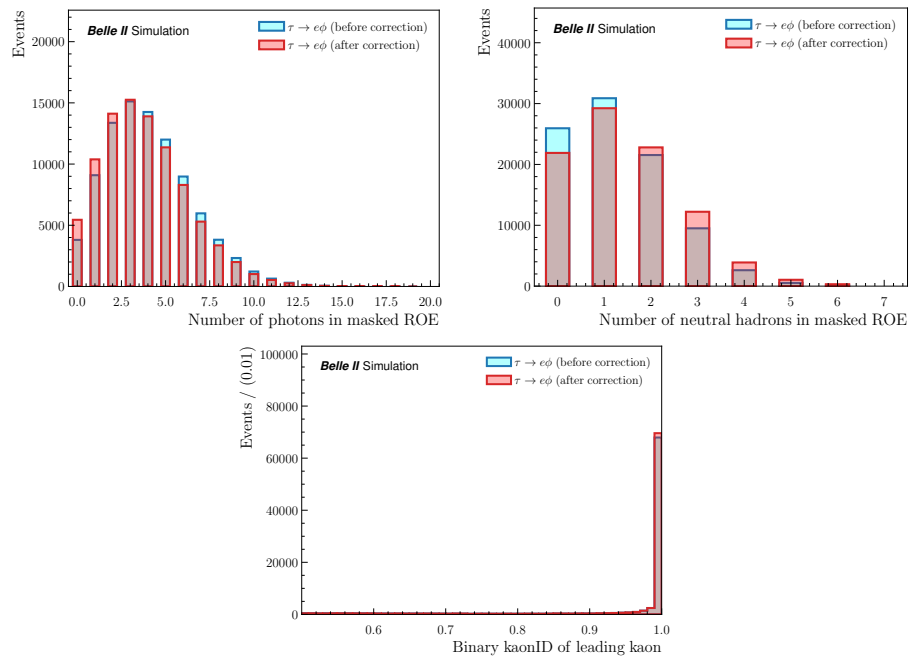 Events
20000
15000
10000
5000
0
Belle II Simulation
τ → eϕ (before correction)
τ → eϕ (after correction)
0.0 2.5 5.0 7.5 10.0 12.5 15.0 17.5 20.0
Number of photons in masked ROE
Events
40000
30000
20000
10000
0
Belle II Simulation
τ → eϕ (before correction)
τ → eϕ (after correction)
0 1 2 3 4 5 6 7
Number of neutral hadrons in masked ROE
Events / (0.01)
100000
80000
60000
40000
20000
0
Belle II Simulation
τ → eϕ (before correction)
τ → eϕ (after correction)
0.6 0.7 0.8 0.9 1.0
Binary kaonID of leading kaon